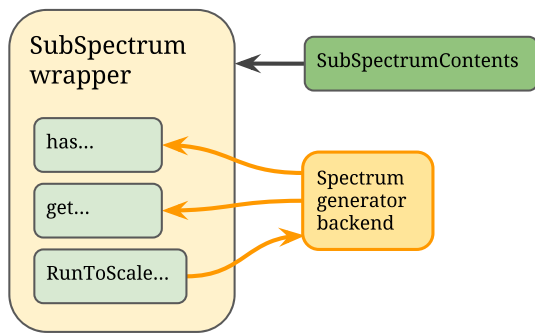 SubSpectrum
wrapper
SubSpectrumContents
has...
get...
RunToScale...
Spectrum
generator
backend